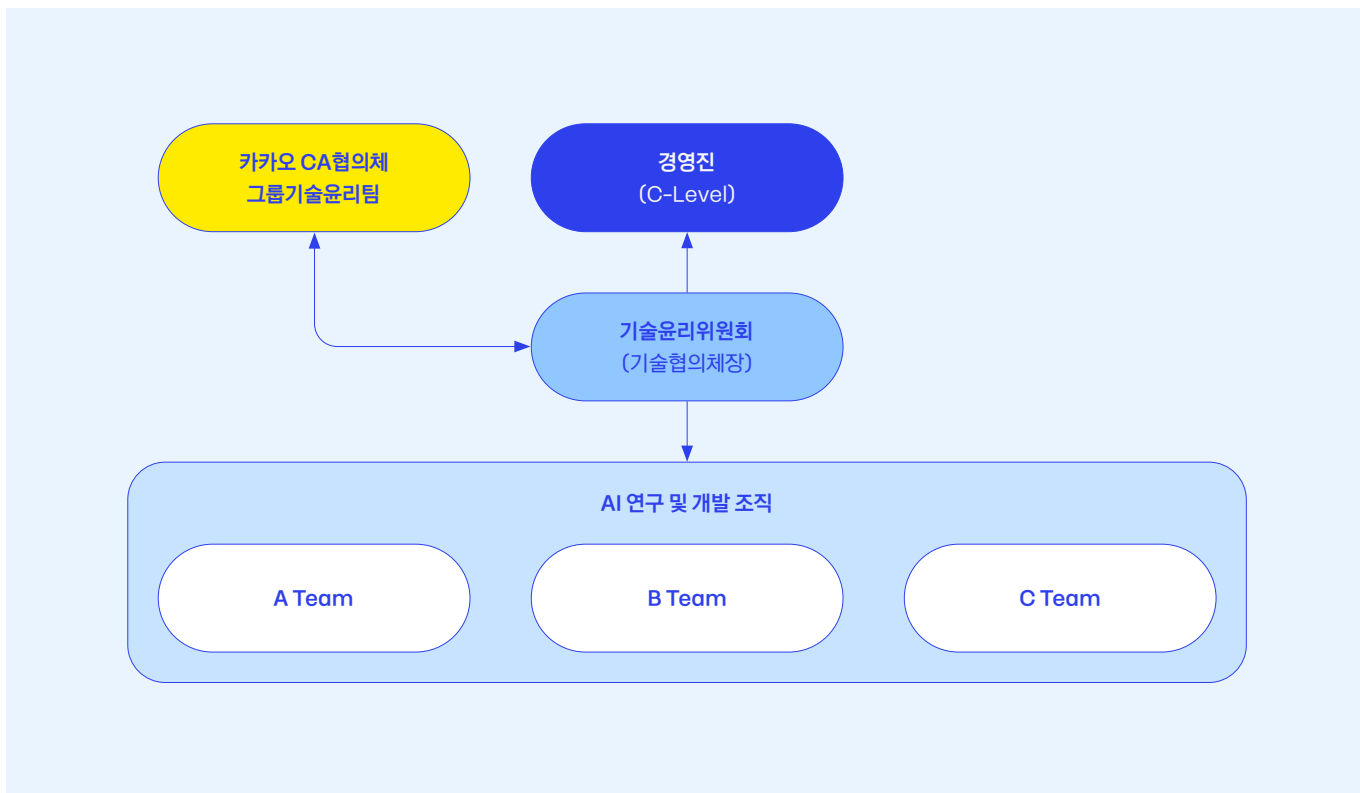 카카오 CA협의체
그룹기술윤리팀
경영진
(C-Level)
기술윤리위원회
(기술협의체장)
AI 연구 및 개발 조직
A Team
B Team
C Team